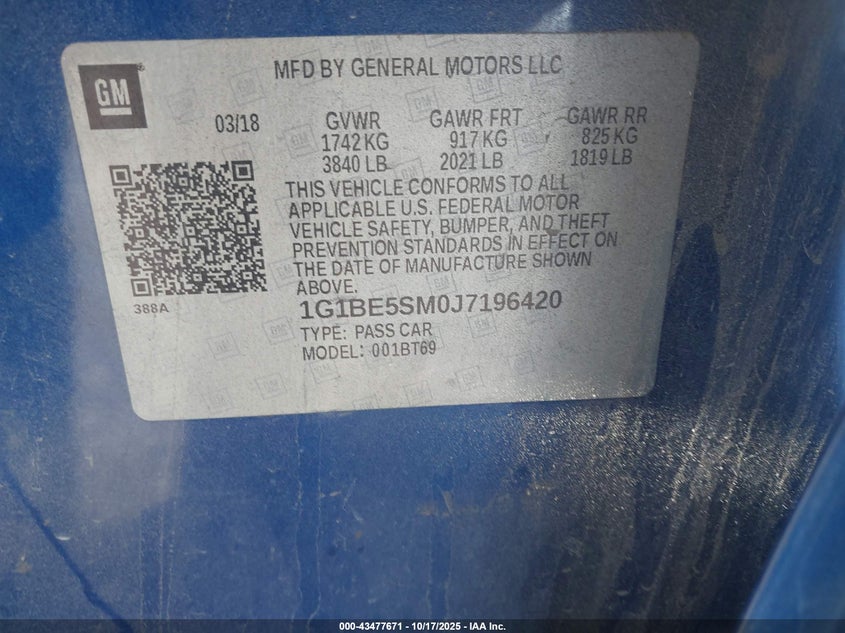 GM
MFD BY GENERAL MOTORS LLC
03/18
GVWR GAWR FRT GAWR RR
1742 KG 917 KG 825 KG
3840 LB 2021 LB 1819 LB
THIS VEHICLE CONFORMS TO ALL
APPLICABLE U.S. FEDERAL MOTOR
VEHICLE SAFETY, BUMPER, AND THEFT
PREVENTION STANDARDS IN EFFECT ON
THE DATE OF MANUFACTURE SHOWN
ABOVE.
388A
1G1BE5SM0J7196420
TYPE: PASS CAR
MODEL: 001BT69
000-43477671 | 10/17/2025 - IAA Inc.